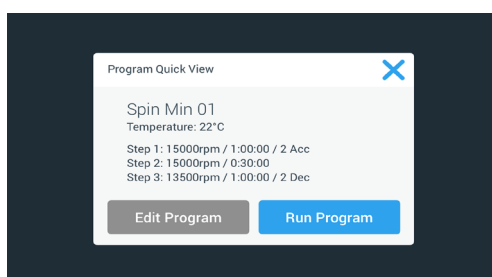 Program Quick View
Spin Min 01
Temperature: 22°C
Step 1: 15000rpm / 1:00:00 / 2 Acc
Step 2: 15000rpm / 0:30:00
Step 3: 13500rpm / 1:00:00 / 2 Dec
Edit Program
Run Program